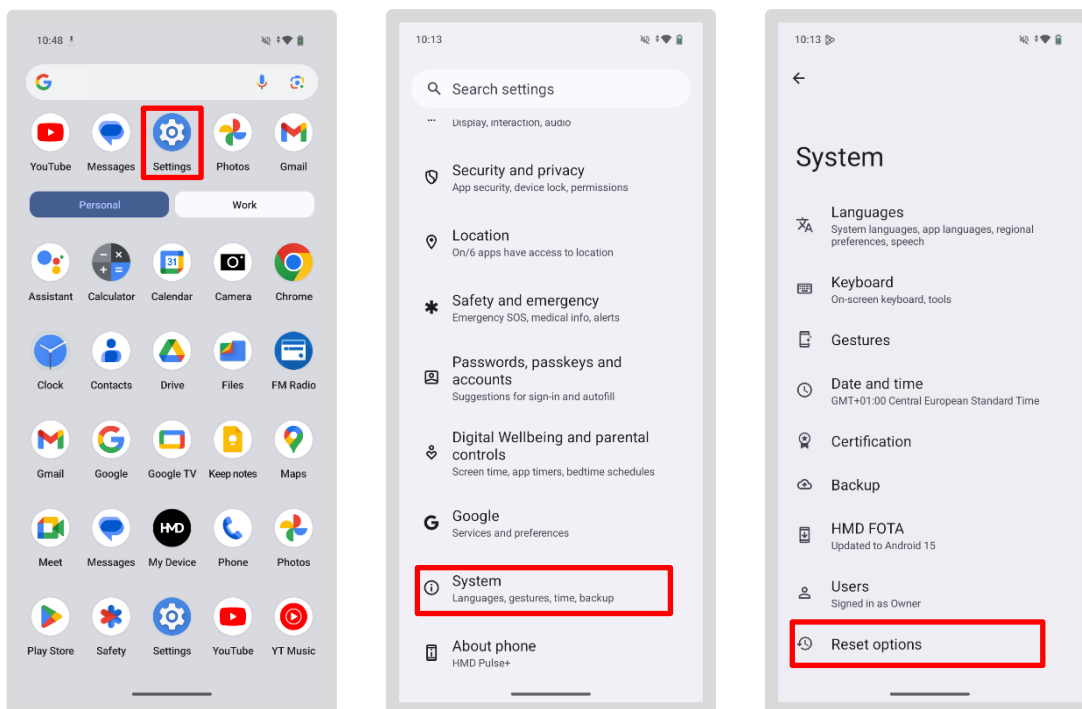 10:48
YouTube Messages Settings Photos Gmail
Personal Work
31
Assistant Calculator Calendar Camera Chrome
Clock Contacts Drive Files FM Radio
Gmail Google Google TV Keep notes Maps
HMD
Meet Messages My Device Phone Photos
Play Store Safety Settings YouTube YT Music
10:13
Search settings
Display, interaction, audio
Security and privacy
App security, device lock, permissions
Location
On/6 apps have access to location
Safety and emergency
Emergency SOS, medical info, alerts
Passwords, passkeys and
accounts
Suggestions for sign-in and autofill
Digital Wellbeing and parental
controls
Screen time, app timers, bedtime schedules
Google
Services and preferences
System
Languages, gestures, time, backup
About phone
HMD Pulse+
10:13
System
Languages
System languages, app languages, regional
preferences, speech
Keyboard
On-screen keyboard, tools
Gestures
Date and time
GMT+01:00 Central European Standard Time
Certification
Backup
HMD FOTA
Updated to Android 15
Users
Signed in as Owner
Reset options